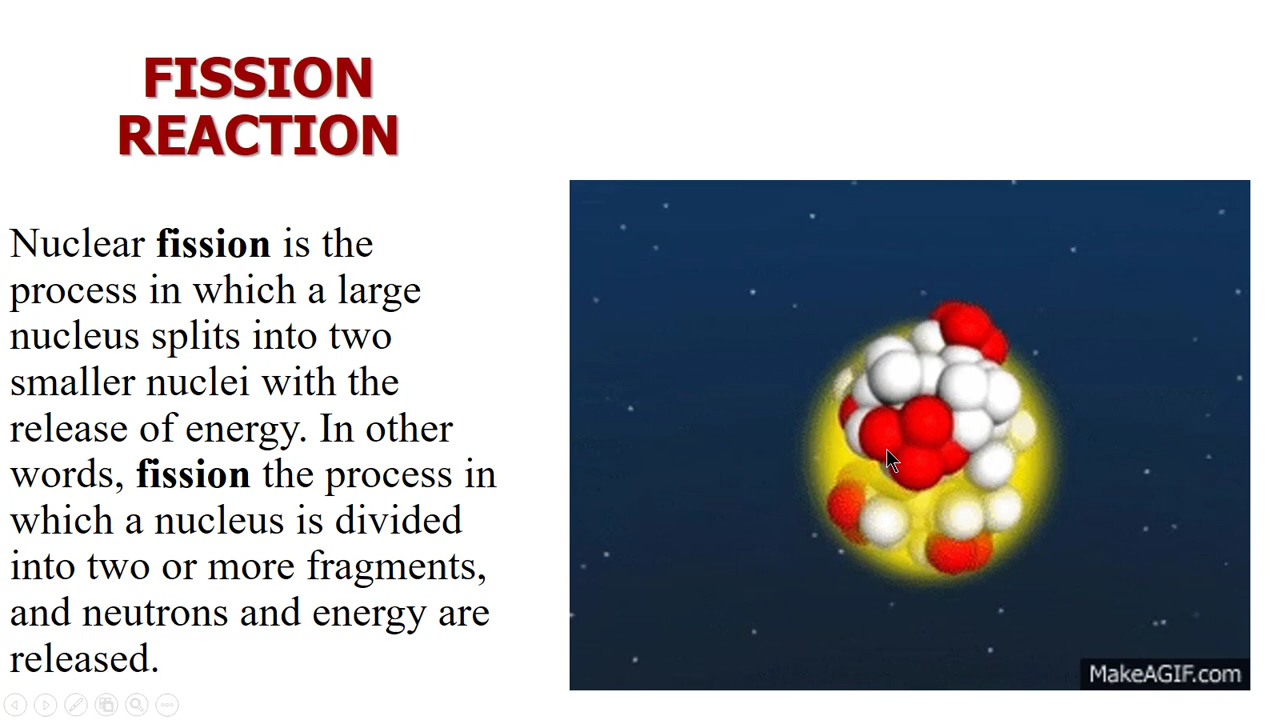 FISSION
REACTION
Nuclear fission is the
process in which a large
nucleus splits into two
smaller nuclei with the
release of energy. In other
words, fission the process in
which a nucleus is divided
into two or more fragments,
and neutrons and energy are
released.
MakeAGIF.com